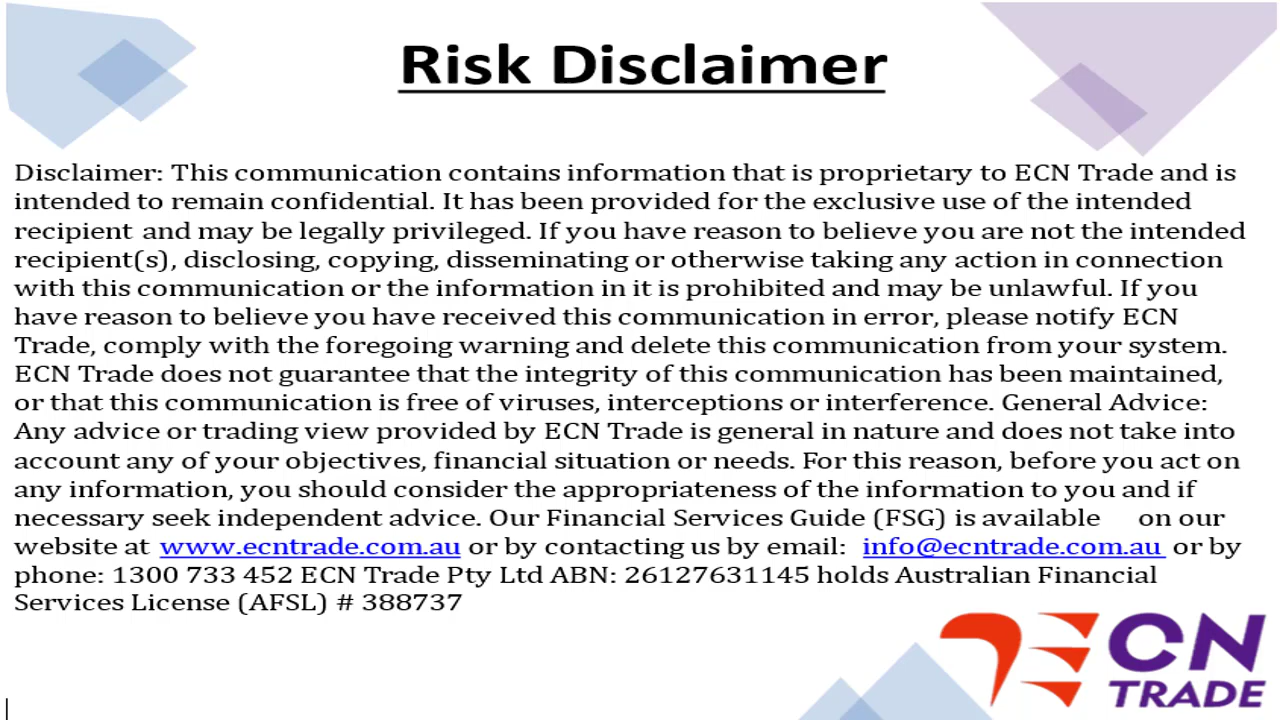 Risk Disclaimer
Disclaimer: This communication contains information that is proprietary to ECN Trade and is
intended to remain confidential. It has been provided for the exclusive use of the intended
recipient and may be legally privileged. If you have reason to believe you are not the intended
recipient(s), disclosing, copying, disseminating or otherwise taking any action in connection
with this communication or the information in it is prohibited and may be unlawful. If you
have reason to believe you have received this communication in error, please notify ECN
Trade, comply with the foregoing warning and delete this communication from your system.
ECN Trade does not guarantee that the integrity of this communication has been maintained,
or that this communication is free of viruses, interceptions or interference. General Advice:
Any advice or trading view provided by ECN Trade is general in nature and does not take into
account any of your objectives, financial situation or needs. For this reason, before you act on
any information, you should consider the appropriateness of the information to you and if
necessary seek independent advice. Our Financial Services Guide (FSG) is available on our
website at www.ecntrade.com.au or by contacting us by email: info@ecntrade.com.au or by
phone: 1300 733 452 ECN Trade Pty Ltd ABN: 26127631145 holds Australian Financial
Services License (AFSL) # 388737
ECN
TRADE